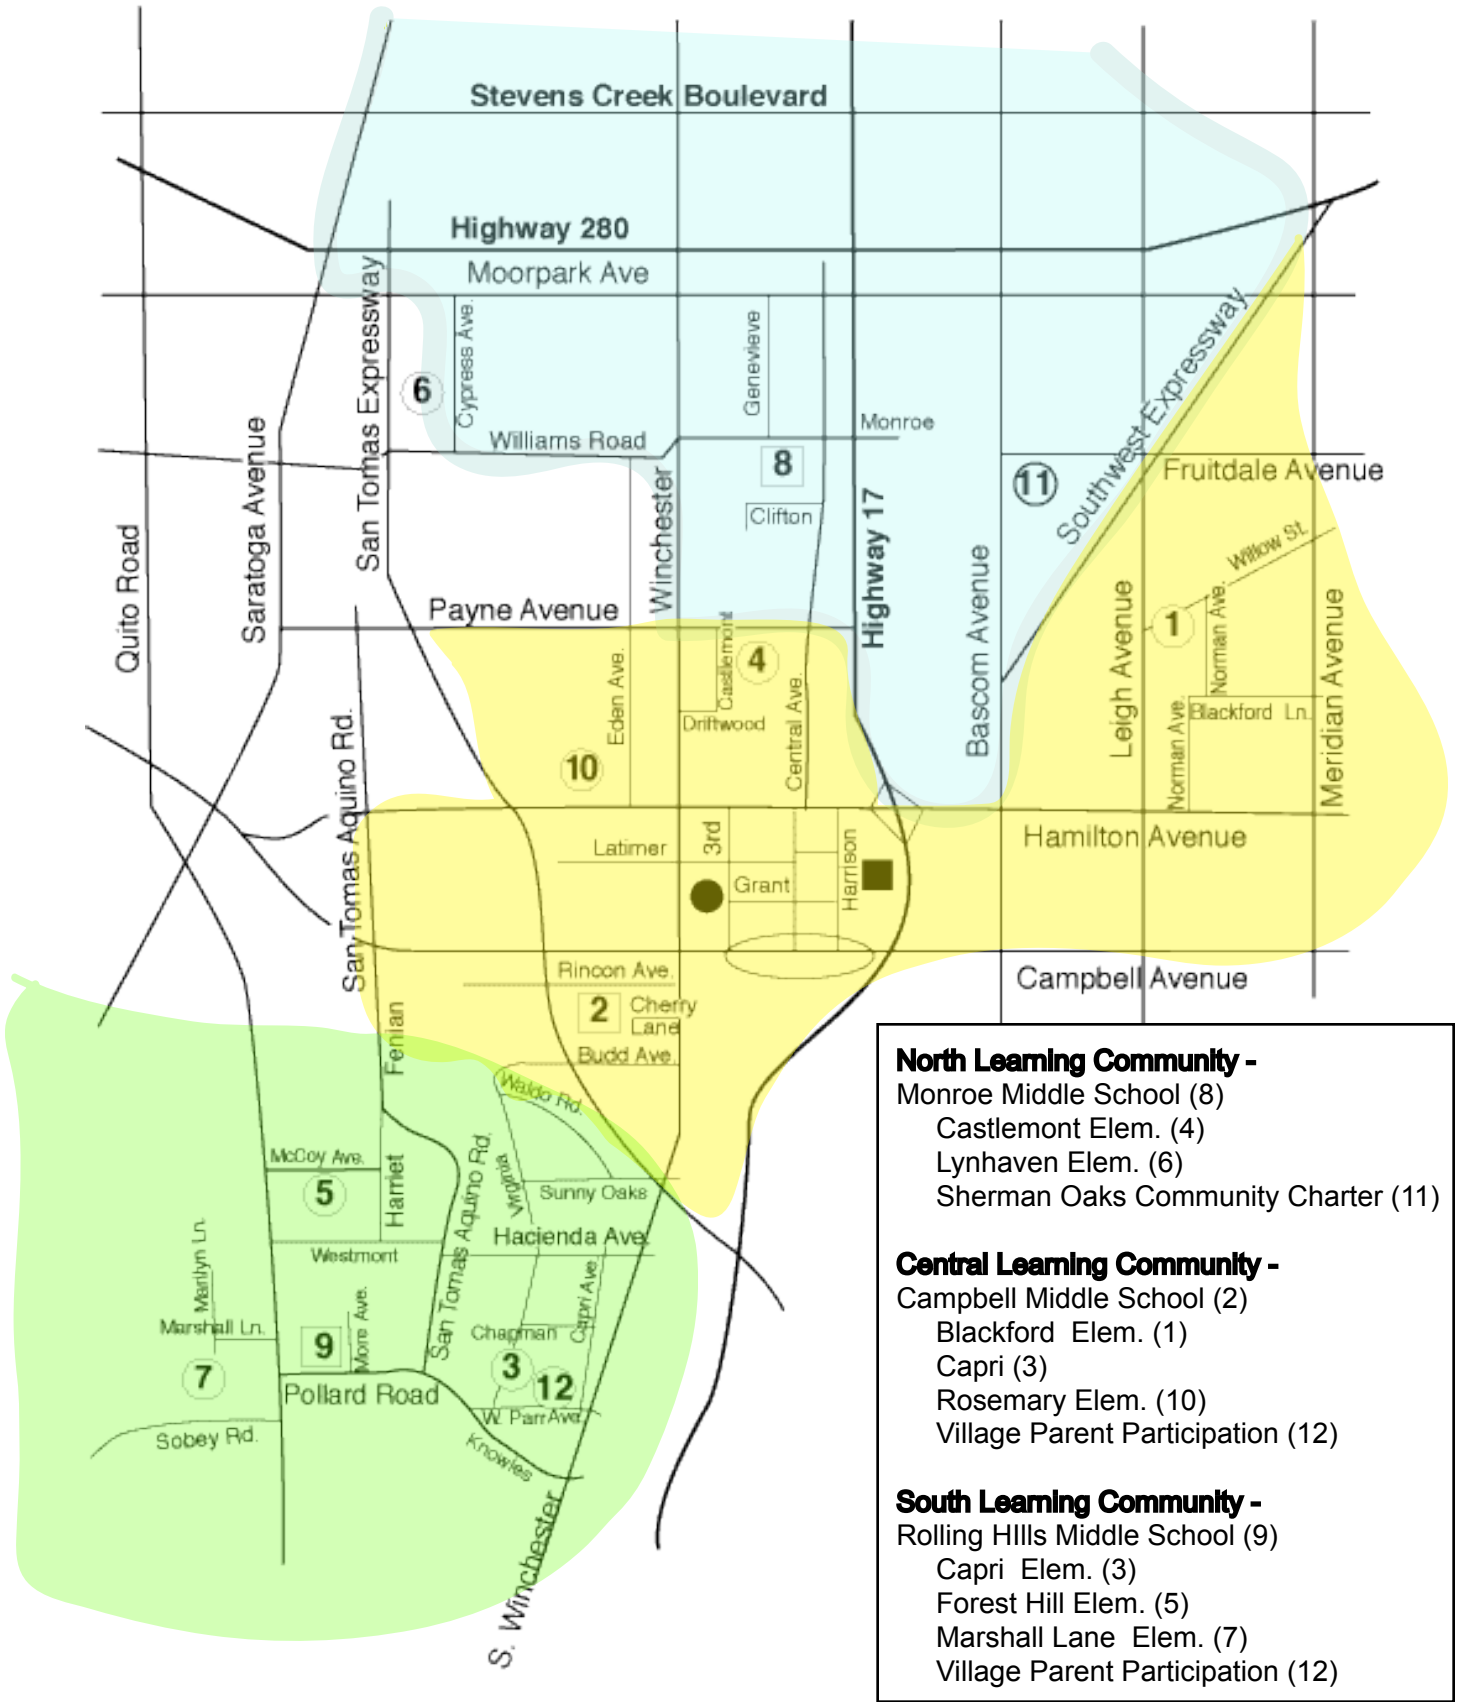 Stevens Creek Boulevard
Highway 280
Moorpark Ave
San Tomas Expressway
Cypress Ave.
Genevieve
6
Southwest Expressway
Monroe
Williams Road
8
Saratoga Avenue
Fruitdale Avenue
11
Winchester
Clifton
Highway 17
Quito Road
Willow St.
Bascom Avenue
Payne Avenue
Leigh Avenue
1
Norman Ave.
Meridian Avenue
Castlemont
4
Eden Ave.
Central Ave.
Driftwood
Blackford Ln.
Norman Ave.
San Tomas Aquino Rd.
10
Hamilton Avenue
Latimer
3rd
Harrison
Grant
Rincon Ave.
Campbell Avenue
2
Cherry
Lane
Fenian
Budd Ave.
Waldo Rd.
McCoy Ave.
5
Harriet
San Tomas Aquino Rd.
Virginia
Sunny Oaks
Hacienda Ave.
Westmont
Marilyn Ln.
Capri Ave.
More Ave.
Marshall Ln.
9
Chapman
7
3
12
Pollard Road
W. Parr Ave.
Sobey Rd.
Knowles
S. Winchester
North Learning Community -
Monroe Middle School (8)
Castlemont Elem. (4)
Lynhaven Elem. (6)
Sherman Oaks Community Charter (11)
Central Learning Community -
Campbell Middle School (2)
Blackford  Elem. (1)
Capri (3)
Rosemary Elem. (10)
Village Parent Participation (12)
South Learning Community -
Rolling HIlls Middle School (9)
Capri  Elem. (3)
Forest Hill Elem. (5)
Marshall Lane  Elem. (7)
Village Parent Participation (12)